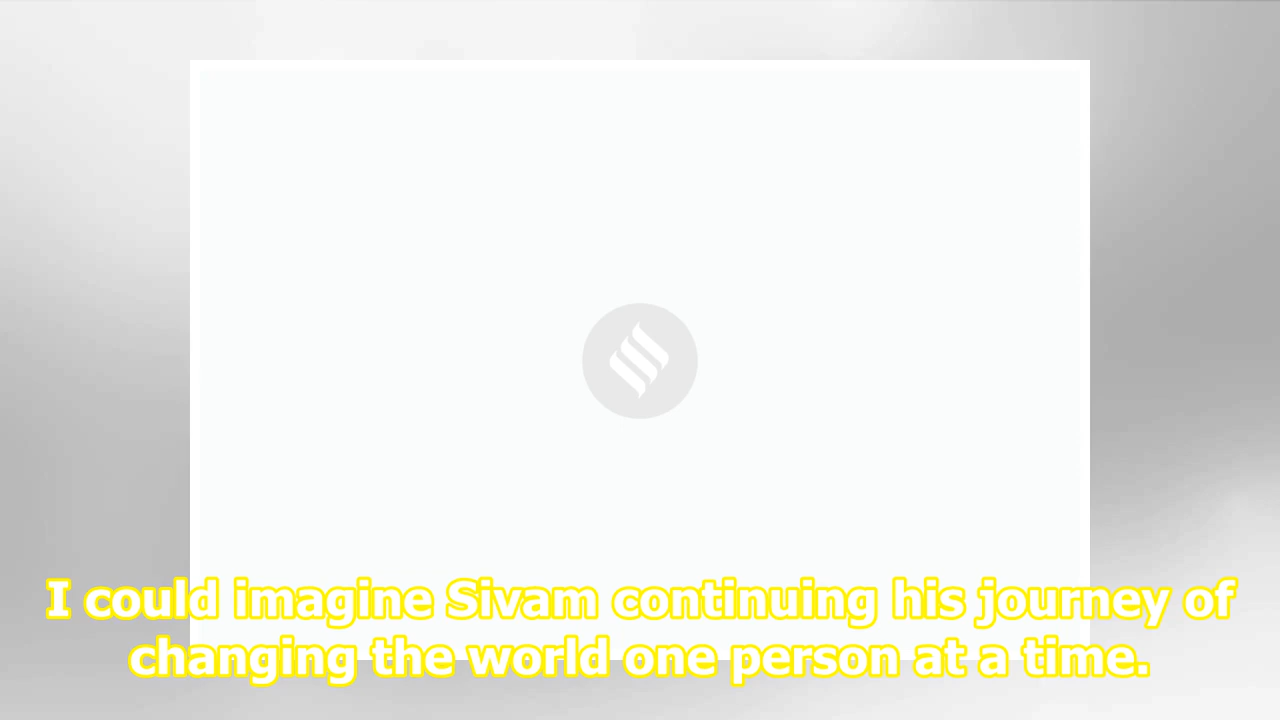 I could imagine Sivam continuing his journey of
changing the world one person at a time.